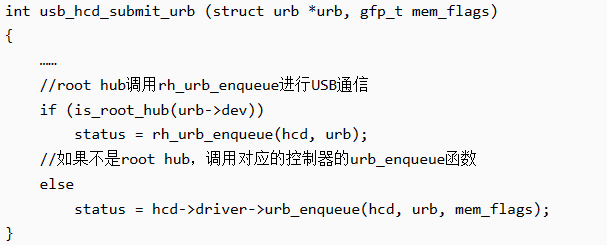 int usb_hcd_submit_urb (struct urb *urb, gfp_t mem_flags)
{
……
//root hub调用rh_urb_enqueue进行USB通信
if (is_root_hub(urb->dev))
status = rh_urb_enqueue(hcd, urb);
//如果不是root hub，调用对应的控制器的urb_enqueue函数
else
status = hcd->driver->urb_enqueue(hcd, urb, mem_flags);
}